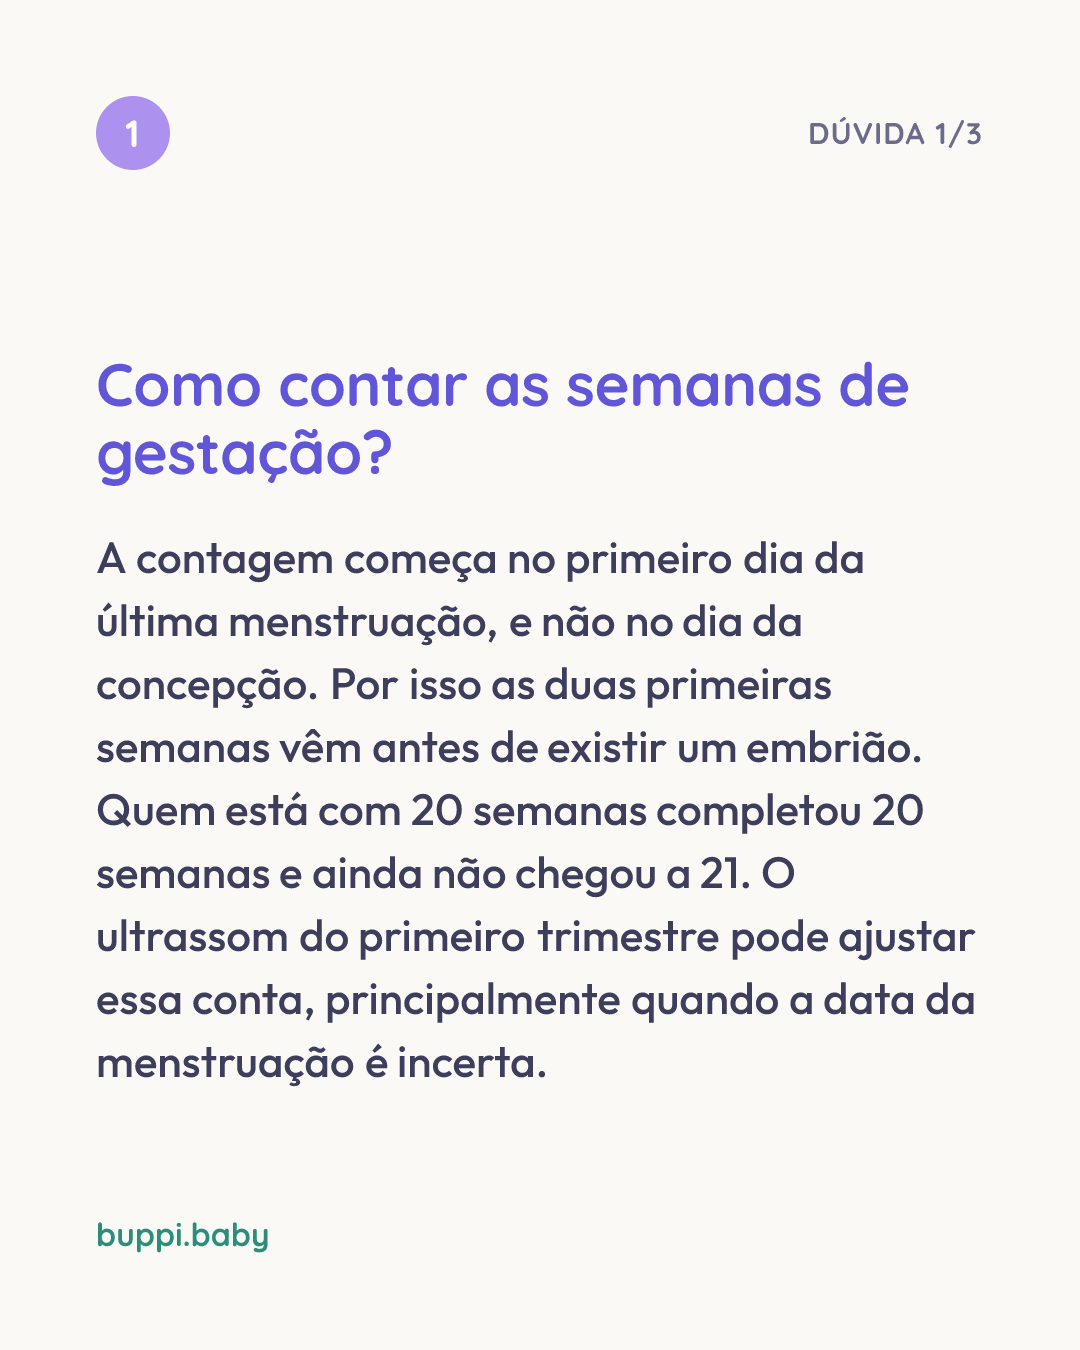 1
DÚVIDA 1/3
Como contar as semanas de
gestação?
A contagem começa no primeiro dia da
última menstruação, e não no dia da
concepção. Por isso as duas primeiras
semanas vêm antes de existir um embrião.
Quem está com 20 semanas completou 20
semanas e ainda não chegou a 21. O
ultrassom do primeiro trimestre pode ajustar
essa conta, principalmente quando a data da
menstruação é incerta.
buppi.baby